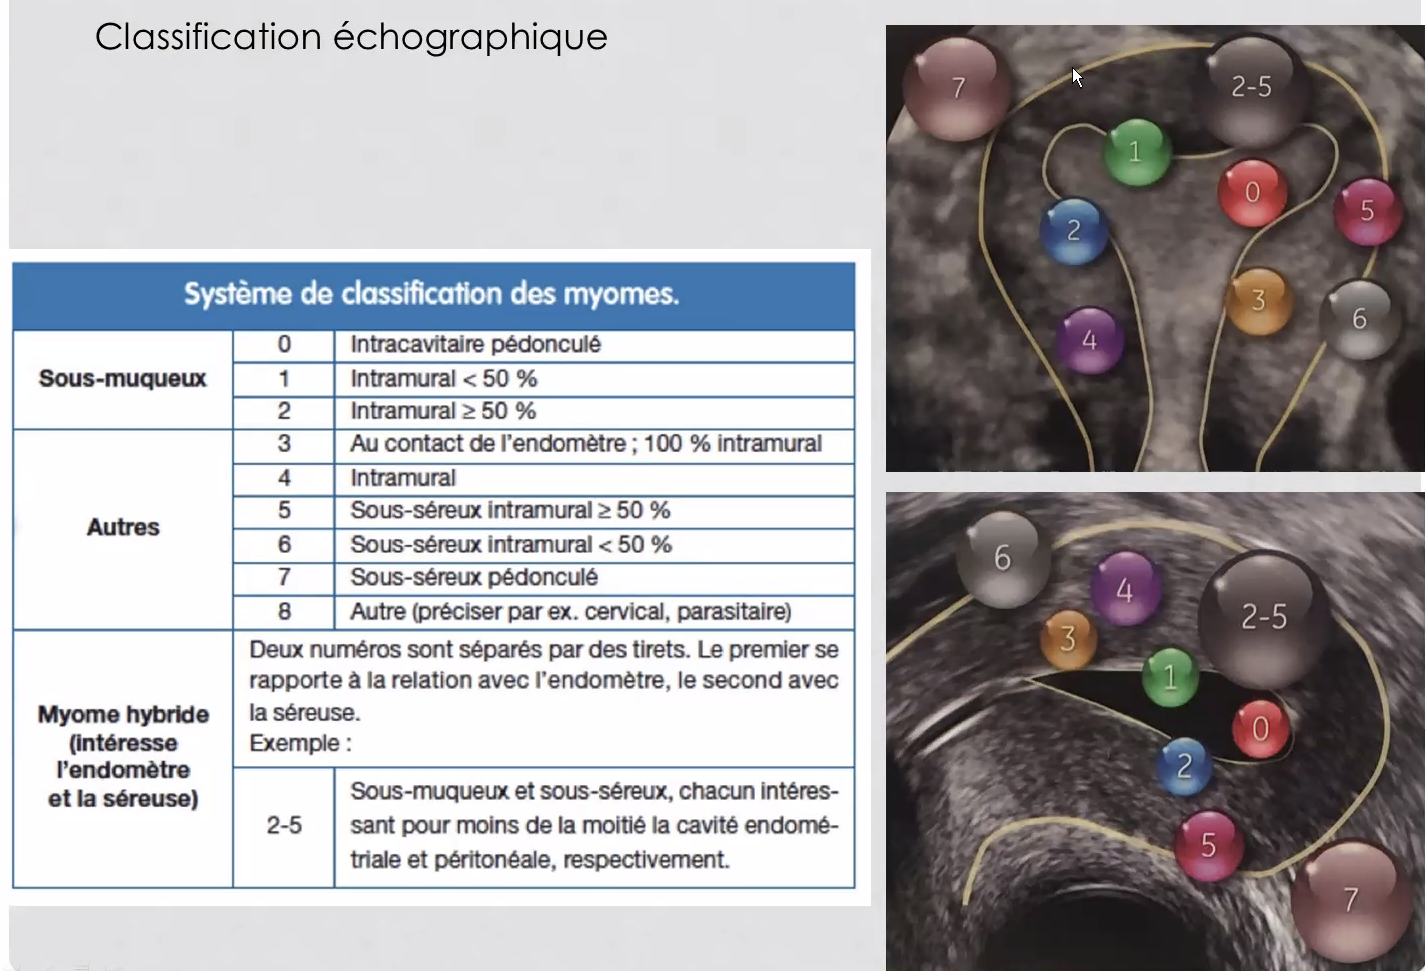 Classification échographique
Système de classification des myomes.
Sous-muqueux
0 Intracavitaire pédonculé
1 Intramural < 50 %
2 Intramural ≥ 50 %
Autres
3 Au contact de l'endomètre ; 100 % intramural
4 Intramural
5 Sous-séreux intramural ≥ 50 %
6 Sous-séreux intramural < 50 %
7 Sous-séreux pédonculé
8 Autre (préciser par ex. cervical, parasitaire)
Myome hybride
(intéresse
l'endomètre
et la séreuse)
Deux numéros sont séparés par des tirets. Le premier se
rapporte à la relation avec l'endomètre, le second avec
la séreuse.
Exemple :
2-5
Sous-muqueux et sous-séreux, chacun intéres-
sant pour moins de la moitié la cavité endomé-
triale et péritonéale, respectivement.
7
2-5
1
0
5
2
3
6
4
6
4
2-5
3
1
0
2
5
7